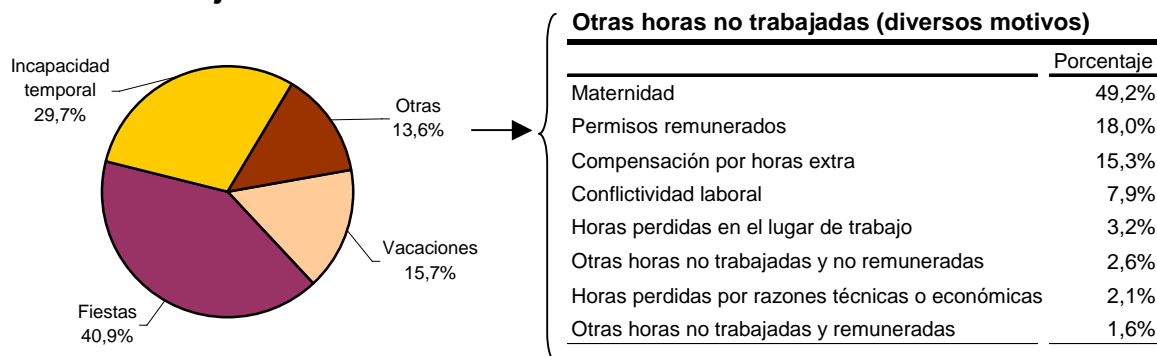 Otras horas no trabajadas (diversos motivos)
Incapacidad
temporal
29,7%
Otras
13,6%
Vacaciones
15,7%
Fiestas
40,9%
Porcentaje
Maternidad 49,2%
Permisos remunerados 18,0%
Compensación por horas extra 15,3%
Conflictividad laboral 7,9%
Horas perdidas en el lugar de trabajo 3,2%
Otras horas no trabajadas y no remuneradas 2,6%
Horas perdidas por razones técnicas o económicas 2,1%
Otras horas no trabajadas y remuneradas 1,6%